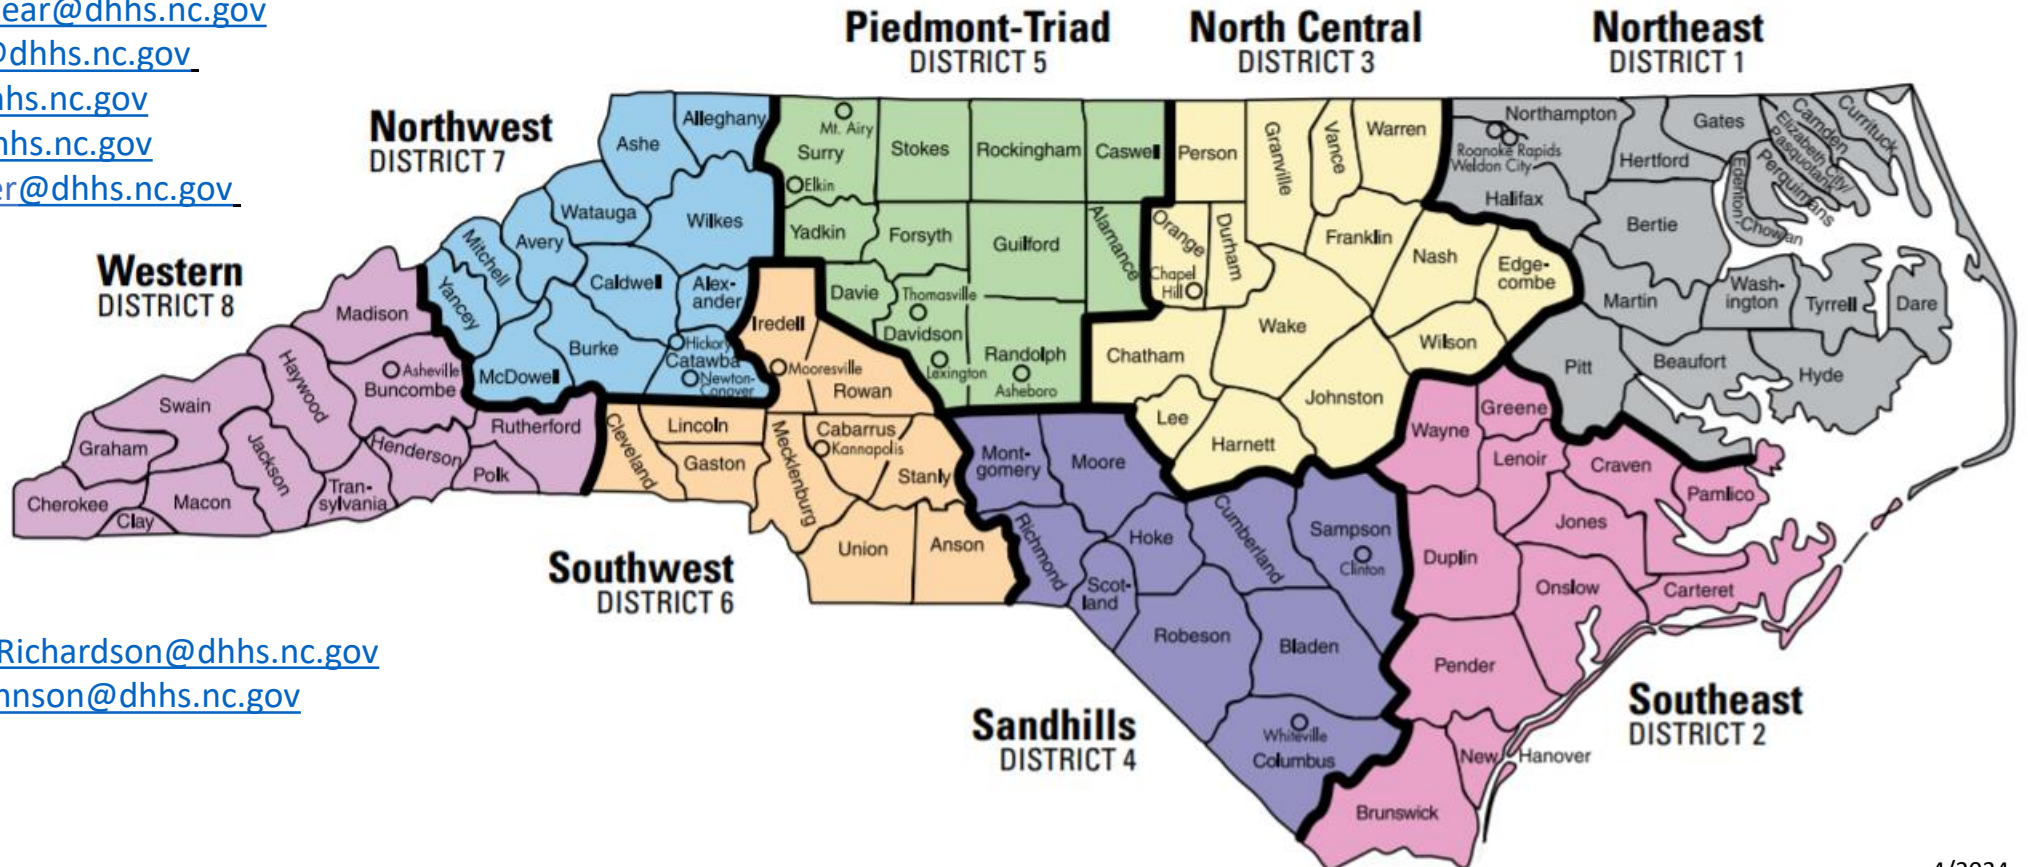 ear@dhhs.nc.gov
@dhhs.nc.gov
hhs.nc.gov
hhs.nc.gov
er@dhhs.nc.gov
Piedmont-Triad
DISTRICT 5
North Central
DISTRICT 3
Northeast
DISTRICT 1
Northwest
DISTRICT 7
Western
DISTRICT 8
Ashe
Alleghany
Watauga
Wilkes
Mitchell
Avery
Yancey
Caldwell
Alex-
ander
Burke
Hickory
Catawba
Newton-
Conover
McDowell
Mt. Airy
Surry
Elkin
Stokes
Rockingham
Caswell
Yadkin
Forsyth
Guilford
Alamance
Davie
Thomasville
Davidson
Lexington
Randolph
Asheboro
Person
Granville
Vance
Warren
Orange
Durham
Chapel
Hill
Franklin
Nash
Edge-
combe
Wake
Wilson
Chatham
Lee
Harnett
Johnston
Northampton
Roanoke Rapids
Weldon City
Halifax
Hertford
Gates
Currituck
Camden
Elizabeth City/
Pasquotank
Perquimans
Edenton
Chowan
Bertie
Martin
Wash-
ington
Tyrrell
Dare
Pitt
Beaufort
Hyde
Madison
Haywood
Asheville
Buncombe
Swain
Graham
Jackson
Cherokee
Clay
Macon
Tran-
sylvania
Henderson
Polk
Rutherford
Iredell
Mooresville
Rowan
Cleveland
Lincoln
Gaston
Mecklenburg
Cabarrus
Kannapolis
Stanly
Union
Anson
Mont-
gomery
Moore
Richmond
Scot-
land
Hoke
Cumberland
Sampson
Clinton
Robeson
Bladen
Whiteville
Columbus
Wayne
Greene
Lenoir
Craven
Pamlico
Jones
Duplin
Onslow
Carteret
Pender
New Hanover
Brunswick
Southwest
DISTRICT 6
Sandhills
DISTRICT 4
Southeast
DISTRICT 2
Richardson@dhhs.nc.gov
hnson@dhhs.nc.gov
4/2024